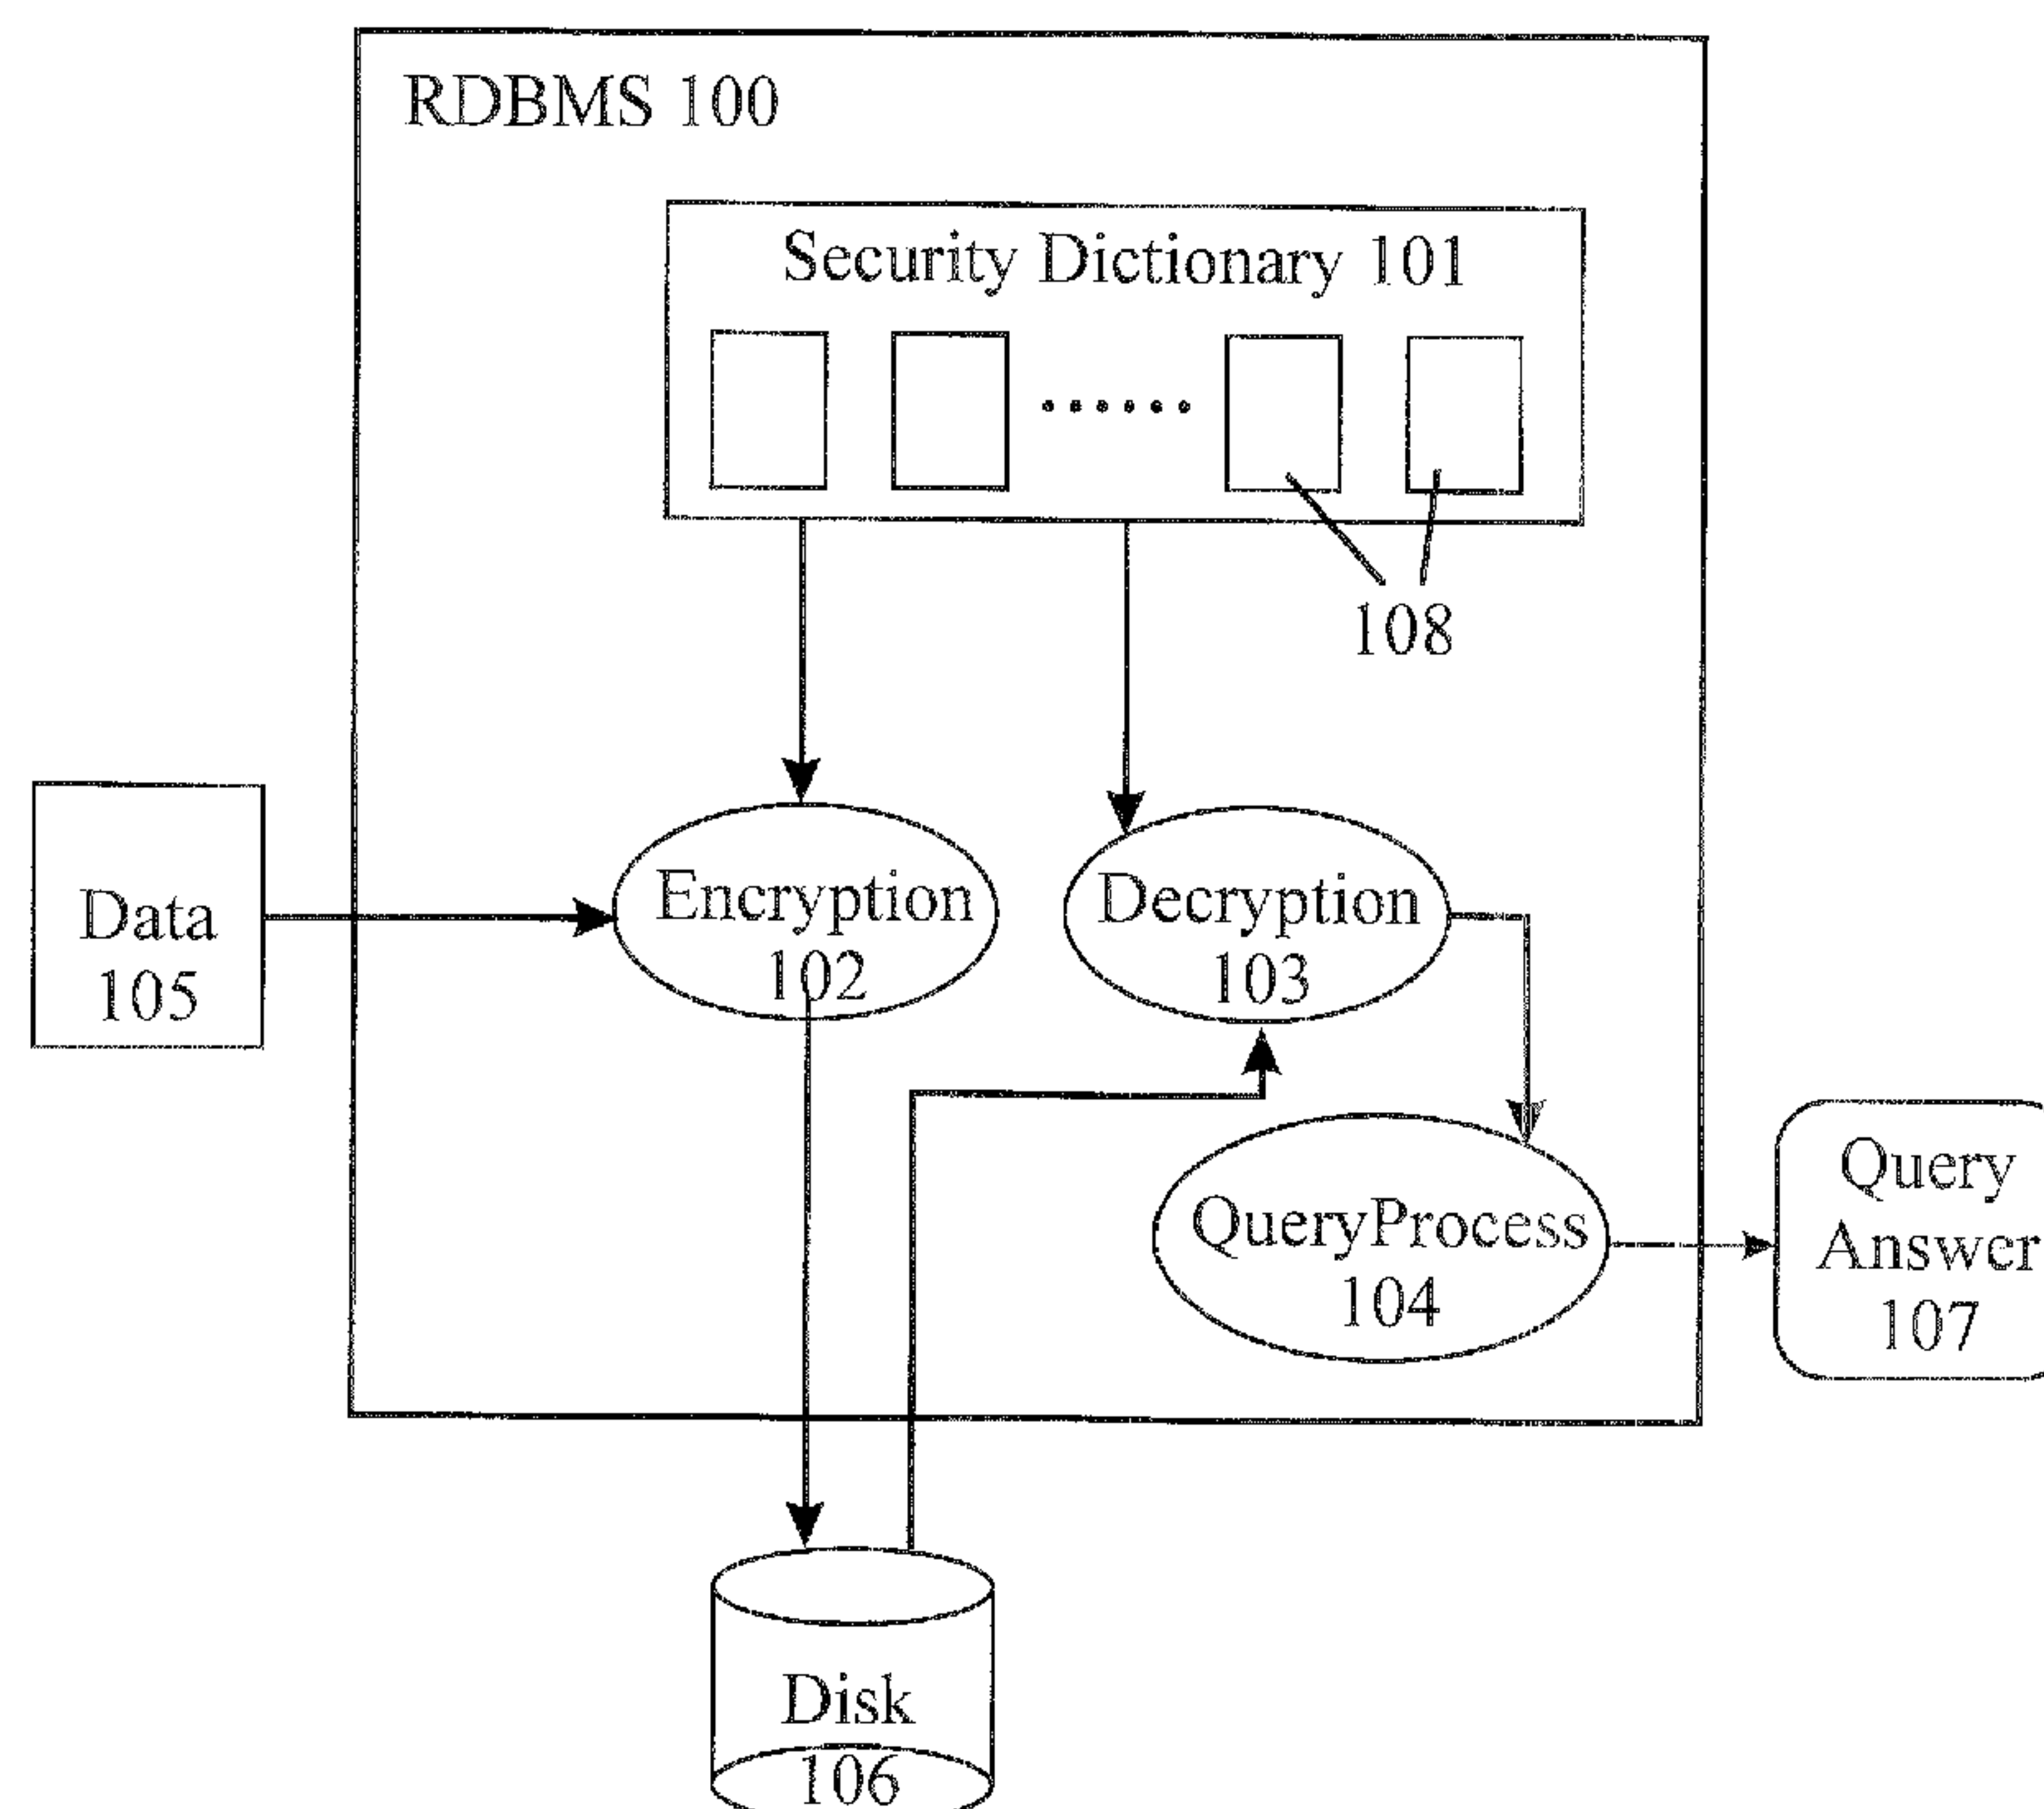 RDBMS 100
Security Dictionary 101
108
Data
105
Encryption
102
Decryption
103
QueryProcess
104
Query
Answer
107
Disk
106